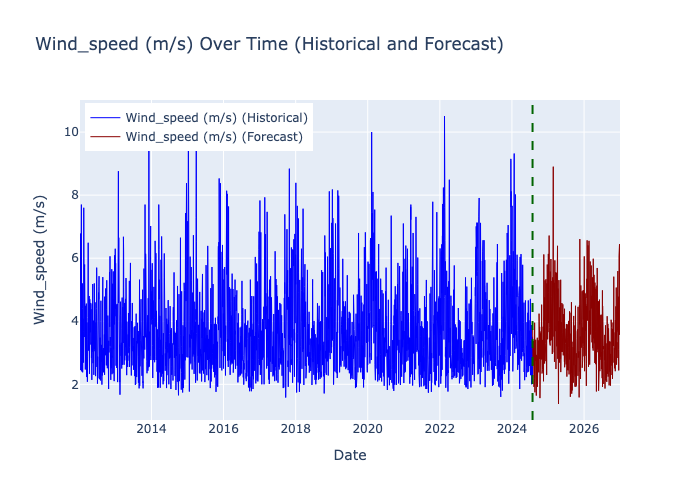 Wind_speed (m/s) Over Time (Historical and Forecast)
Wind_speed (m/s) (Historical)
Wind_speed (m/s) (Forecast)
Wind_speed (m/s)
10
8
6
4
2
2014 2016 2018 2020 2022 2024 2026
Date